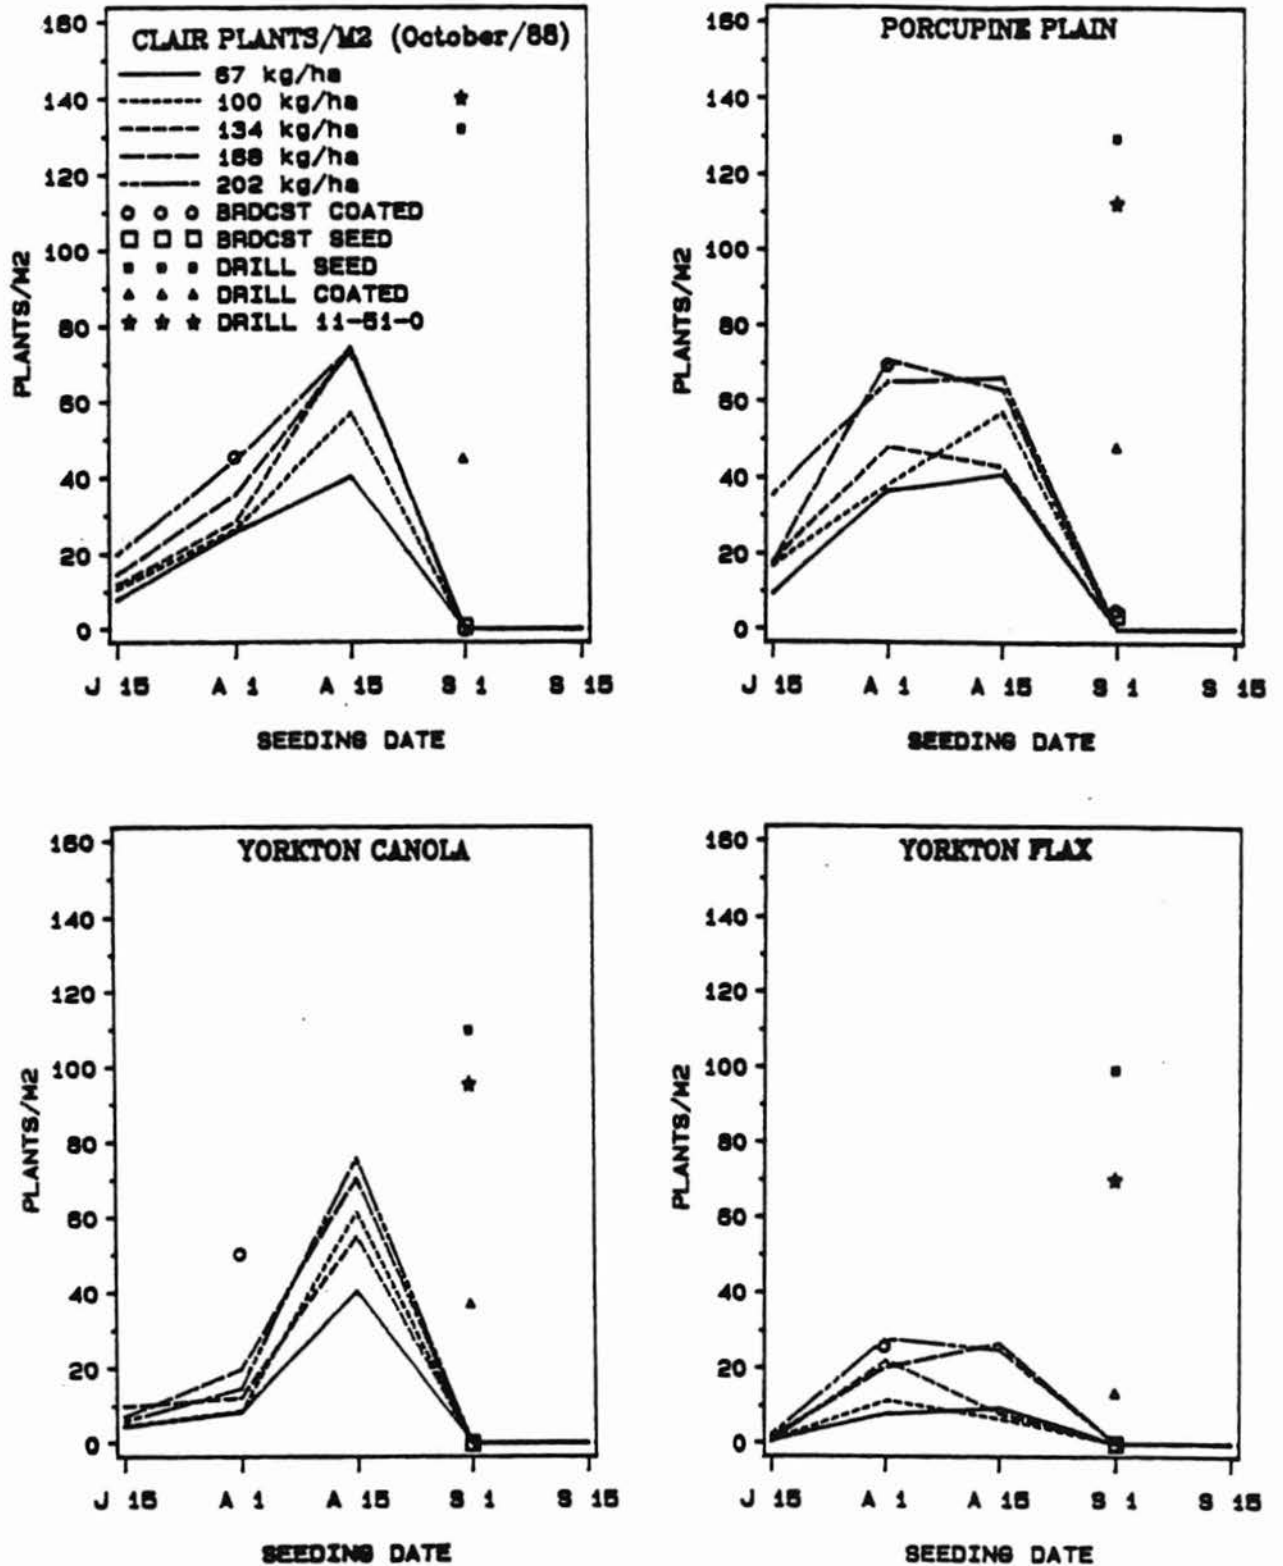 CLAIR PLANTS/M2 (October/88)
67 kg/ha
100 kg/ha
134 kg/ha
168 kg/ha
202 kg/ha
BRDCST COATED
BRDCST SEED
DRILL SEED
DRILL COATED
DRILL 11-51-0
160
140
120
100
80
60
40
20
0
PLANTS/M2
J 15 A 1 A 15 S 1 S 15
SEEDING DATE
PORCUPINE PLAIN
160
140
120
100
80
60
40
20
0
PLANTS/M2
J 15 A 1 A 15 S 1 S 15
SEEDING DATE
YORKTON CANOLA
160
140
120
100
80
60
40
20
0
PLANTS/M2
J 15 A 1 A 15 S 1 S 15
SEEDING DATE
YORKTON FLAX
160
140
120
100
80
60
40
20
0
PLANTS/M2
J 15 A 1 A 15 S 1 S 15
SEEDING DATE